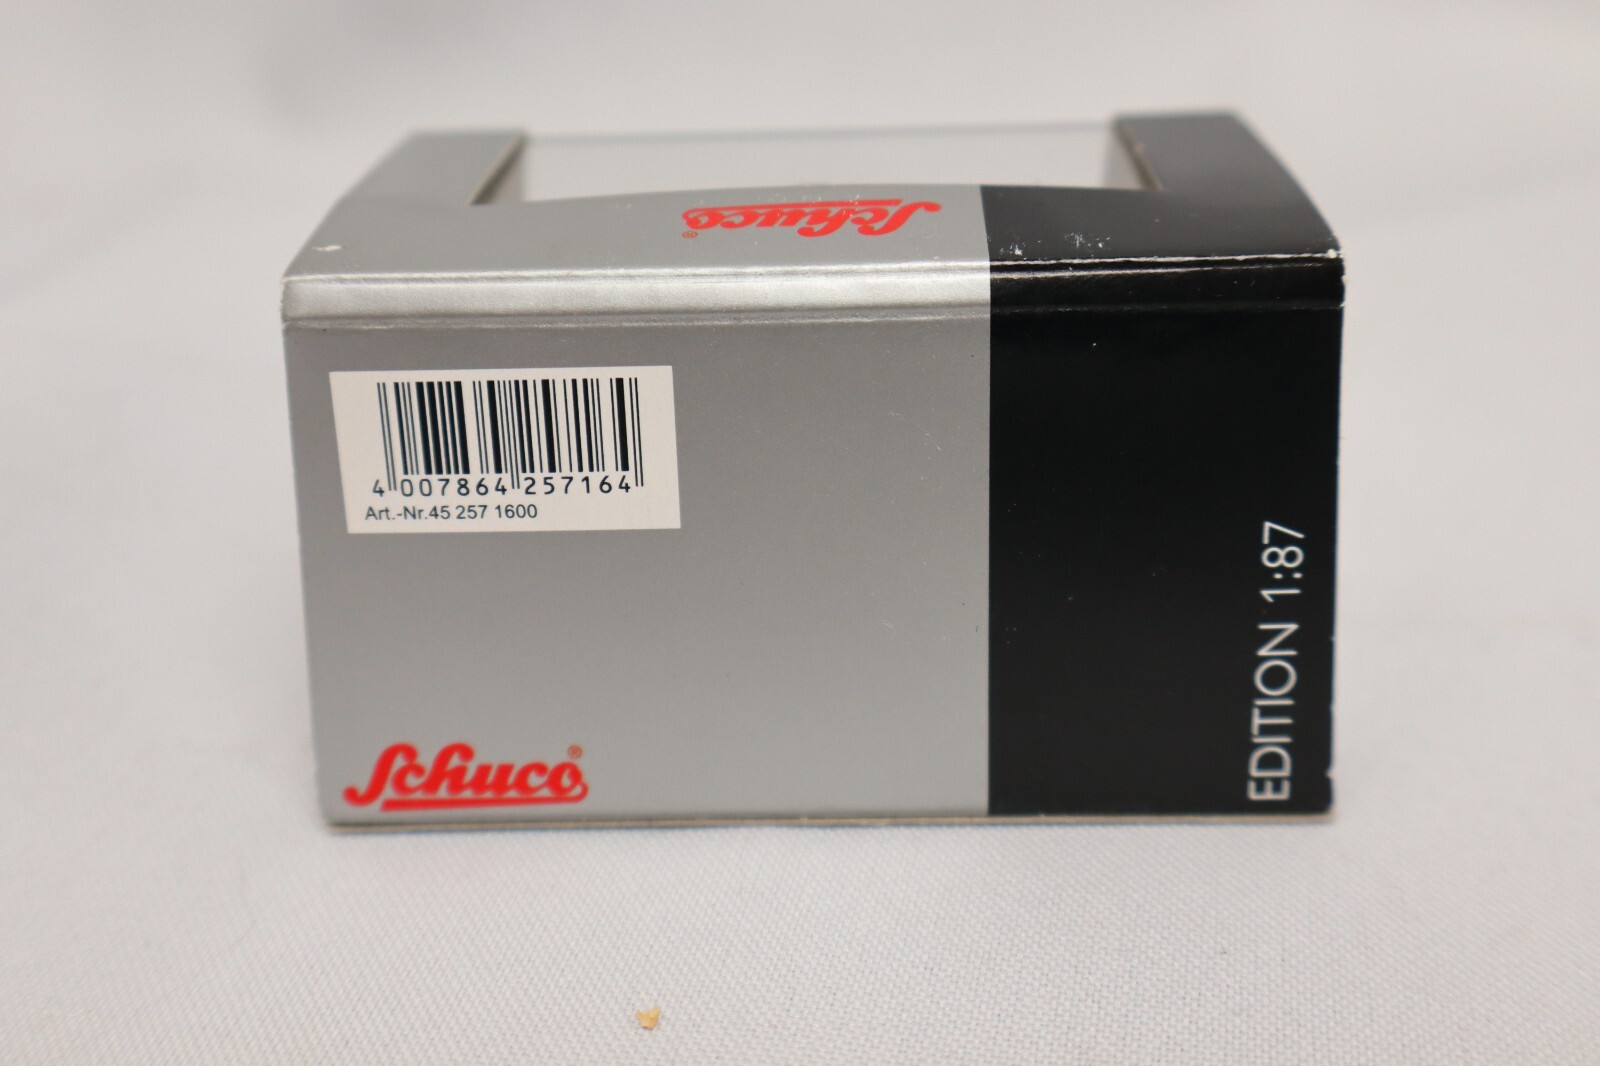 Schuco®
4 007864 257164
Art.-Nr.45 257 1600
Schuco®
EDITION 1:87